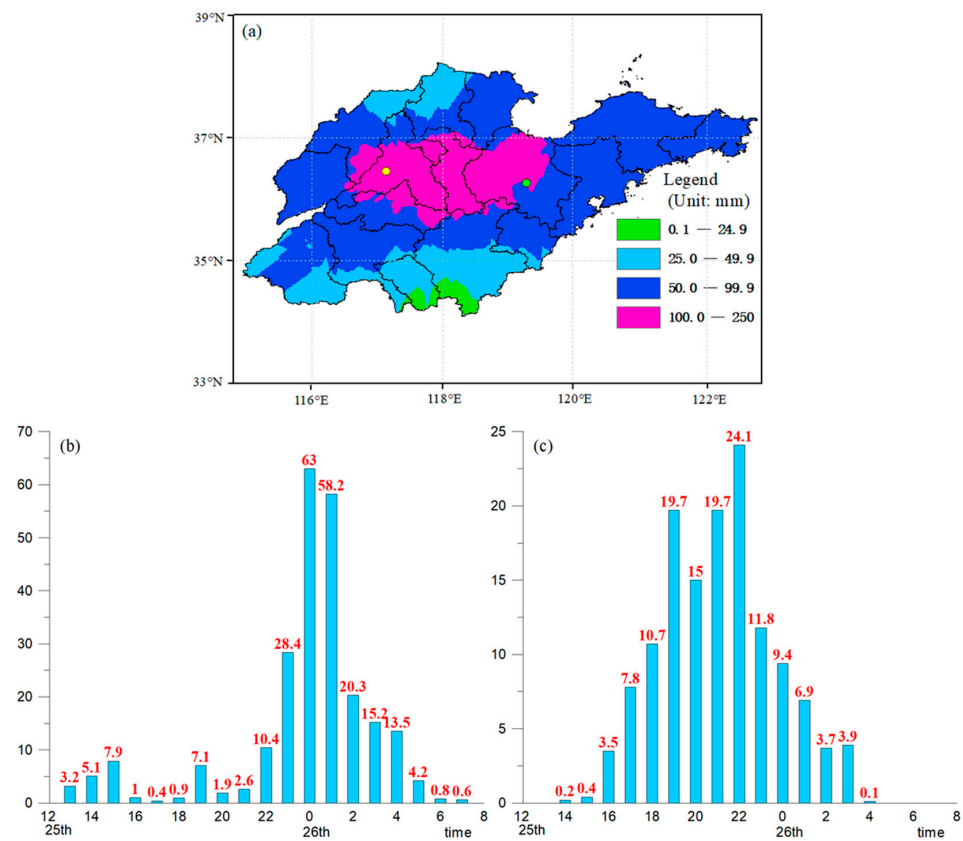 39°N
(a)
37°N
Legend
(Unit: mm)
0.1 — 24.9
25.0 — 49.9
35°N
50.0 — 99.9
100.0 — 250
33°N
116°E 118°E 120°E 122°E
70 (b)
60
50
40
30
20
10
0
3.2 5.1 7.9 1 0.4 0.9 7.1 1.9 2.6 10.4 28.4 63 58.2 20.3 15.2 13.5 4.2 0.8 0.6
12 14 16 18 20 22 0 2 4 6 8
25th 26th time
25 (c)
20
15
10
5
0
0.2 0.4 3.5 7.8 10.7 19.7 15 19.7 24.1 11.8 9.4 6.9 3.7 3.9 0.1
12 14 16 18 20 22 0 2 4 6 8
25th 26th time